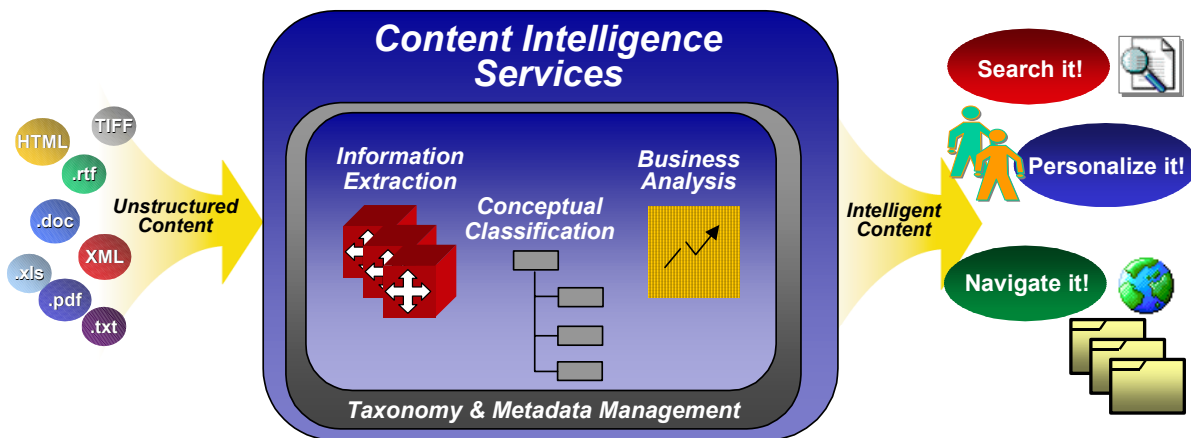 Content Intelligence
Services
TIFF
HTML
.rtf
.doc
XML
.xls
.pdf
.txt
Unstructured
Content
Information
Extraction
Conceptual
Classification
Business
Analysis
Taxonomy & Metadata Management
Intelligent
Content
Search it!
Personalize it!
Navigate it!